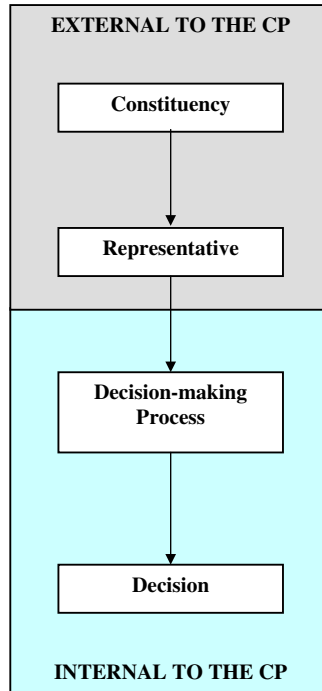 EXTERNAL TO THE CP
Constituency
Representative
Decision-making
Process
Decision
INTERNAL TO THE CP